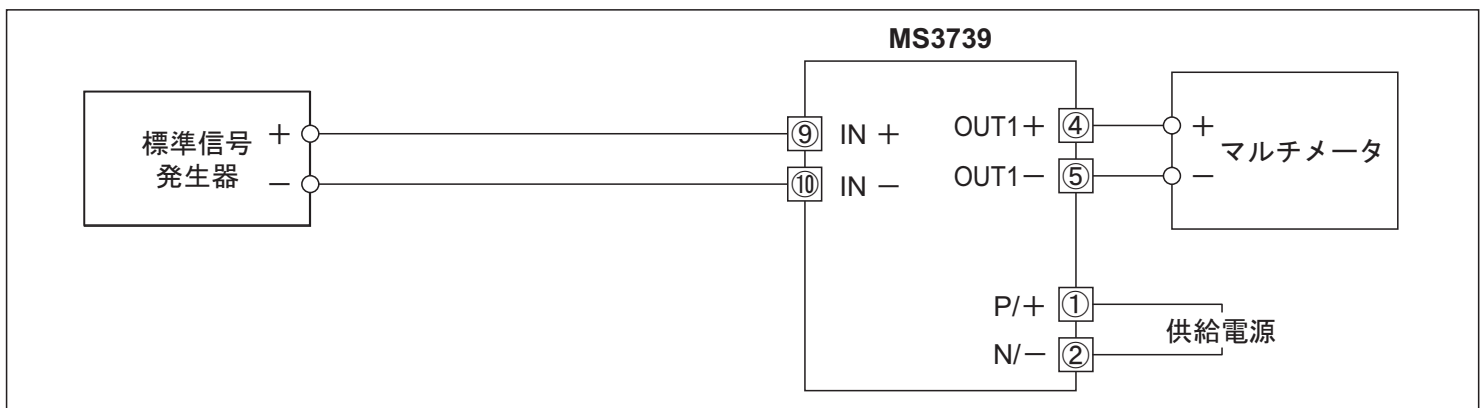 MS3739
標準信号
発生器
+
−
⑨ IN +
⑩ IN −
OUT1+ ④
OUT1− ⑤
+
−
マルチメータ
P/+ ①
N/− ②
供給電源